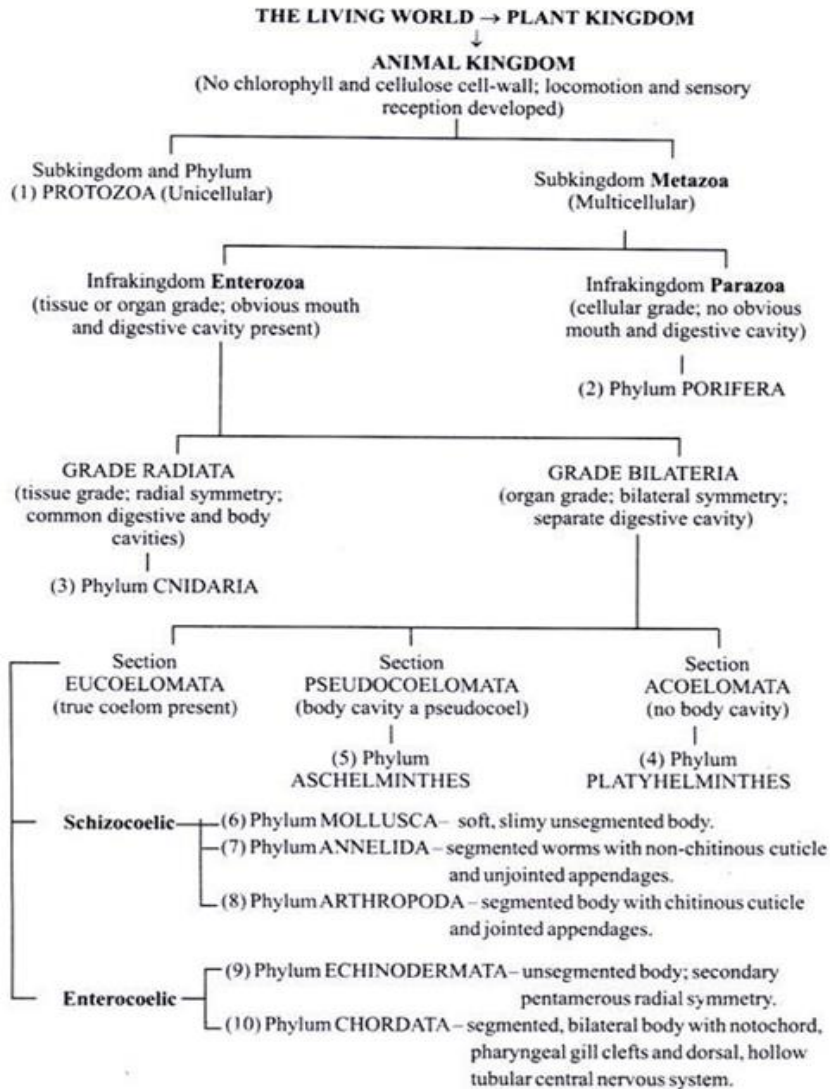 THE LIVING WORLD → PLANT KINGDOM
↓
ANIMAL KINGDOM
(No chlorophyll and cellulose cell-wall; locomotion and sensory
reception developed)
Subkingdom and Phylum
(1) PROTOZOA (Unicellular)
Subkingdom Metazoa
(Multicellular)
Infrakingdom Enterozoa
(tissue or organ grade; obvious mouth
and digestive cavity present)
Infrakingdom Parazoa
(cellular grade; no obvious
mouth and digestive cavity)
(2) Phylum PORIFERA
GRADE RADIATA
(tissue grade; radial symmetry;
common digestive and body
cavities)
(3) Phylum CNIDARIA
GRADE BILATERIA
(organ grade; bilateral symmetry;
separate digestive cavity)
Section
EUCOELOMATA
(true coelom present)
Section
PSEUDOCOELOMATA
(body cavity a pseudocoel)
(5) Phylum
ASCHELMINTHES
Section
ACOELOMATA
(no body cavity)
(4) Phylum
PLATYHELMINTHES
Schizocoelic
(6) Phylum MOLLUSCA – soft, slimy unsegmented body.
(7) Phylum ANNELIDA – segmented worms with non-chitinous cuticle
and unjointed appendages.
(8) Phylum ARTHROPODA – segmented body with chitinous cuticle
and jointed appendages.
Enterocoelic
(9) Phylum ECHINODERMATA – unsegmented body; secondary
pentamerous radial symmetry.
(10) Phylum CHORDATA – segmented, bilateral body with notochord,
pharyngeal gill clefts and dorsal, hollow
tubular central nervous system.